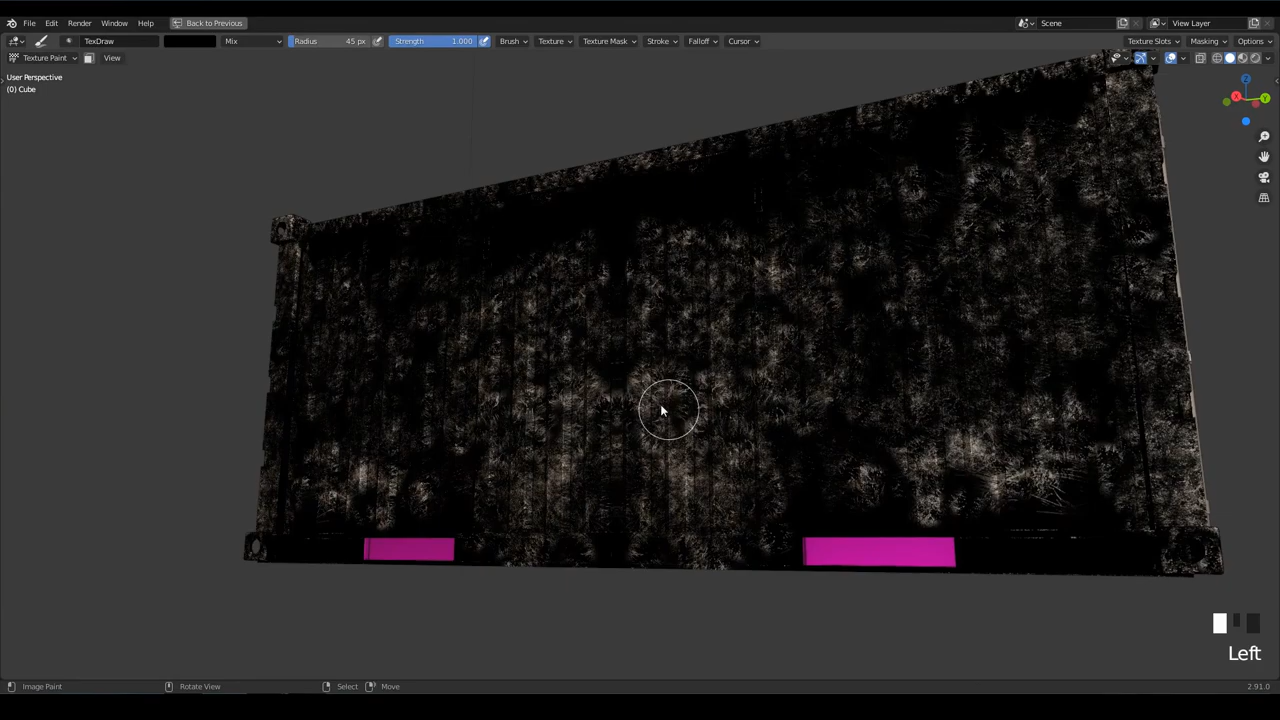 File Edit Render Window Help Back to Previous Scene View Layer
TexDraw Mix Radius 45 px Strength 1.000 Brush Texture Texture Mask Stroke Falloff Cursor Texture Slots Masking Options
Texture Paint View
User Perspective
(0) Cube
Z
X Y
Left
Image Paint Rotate View Select Move 2.91.0